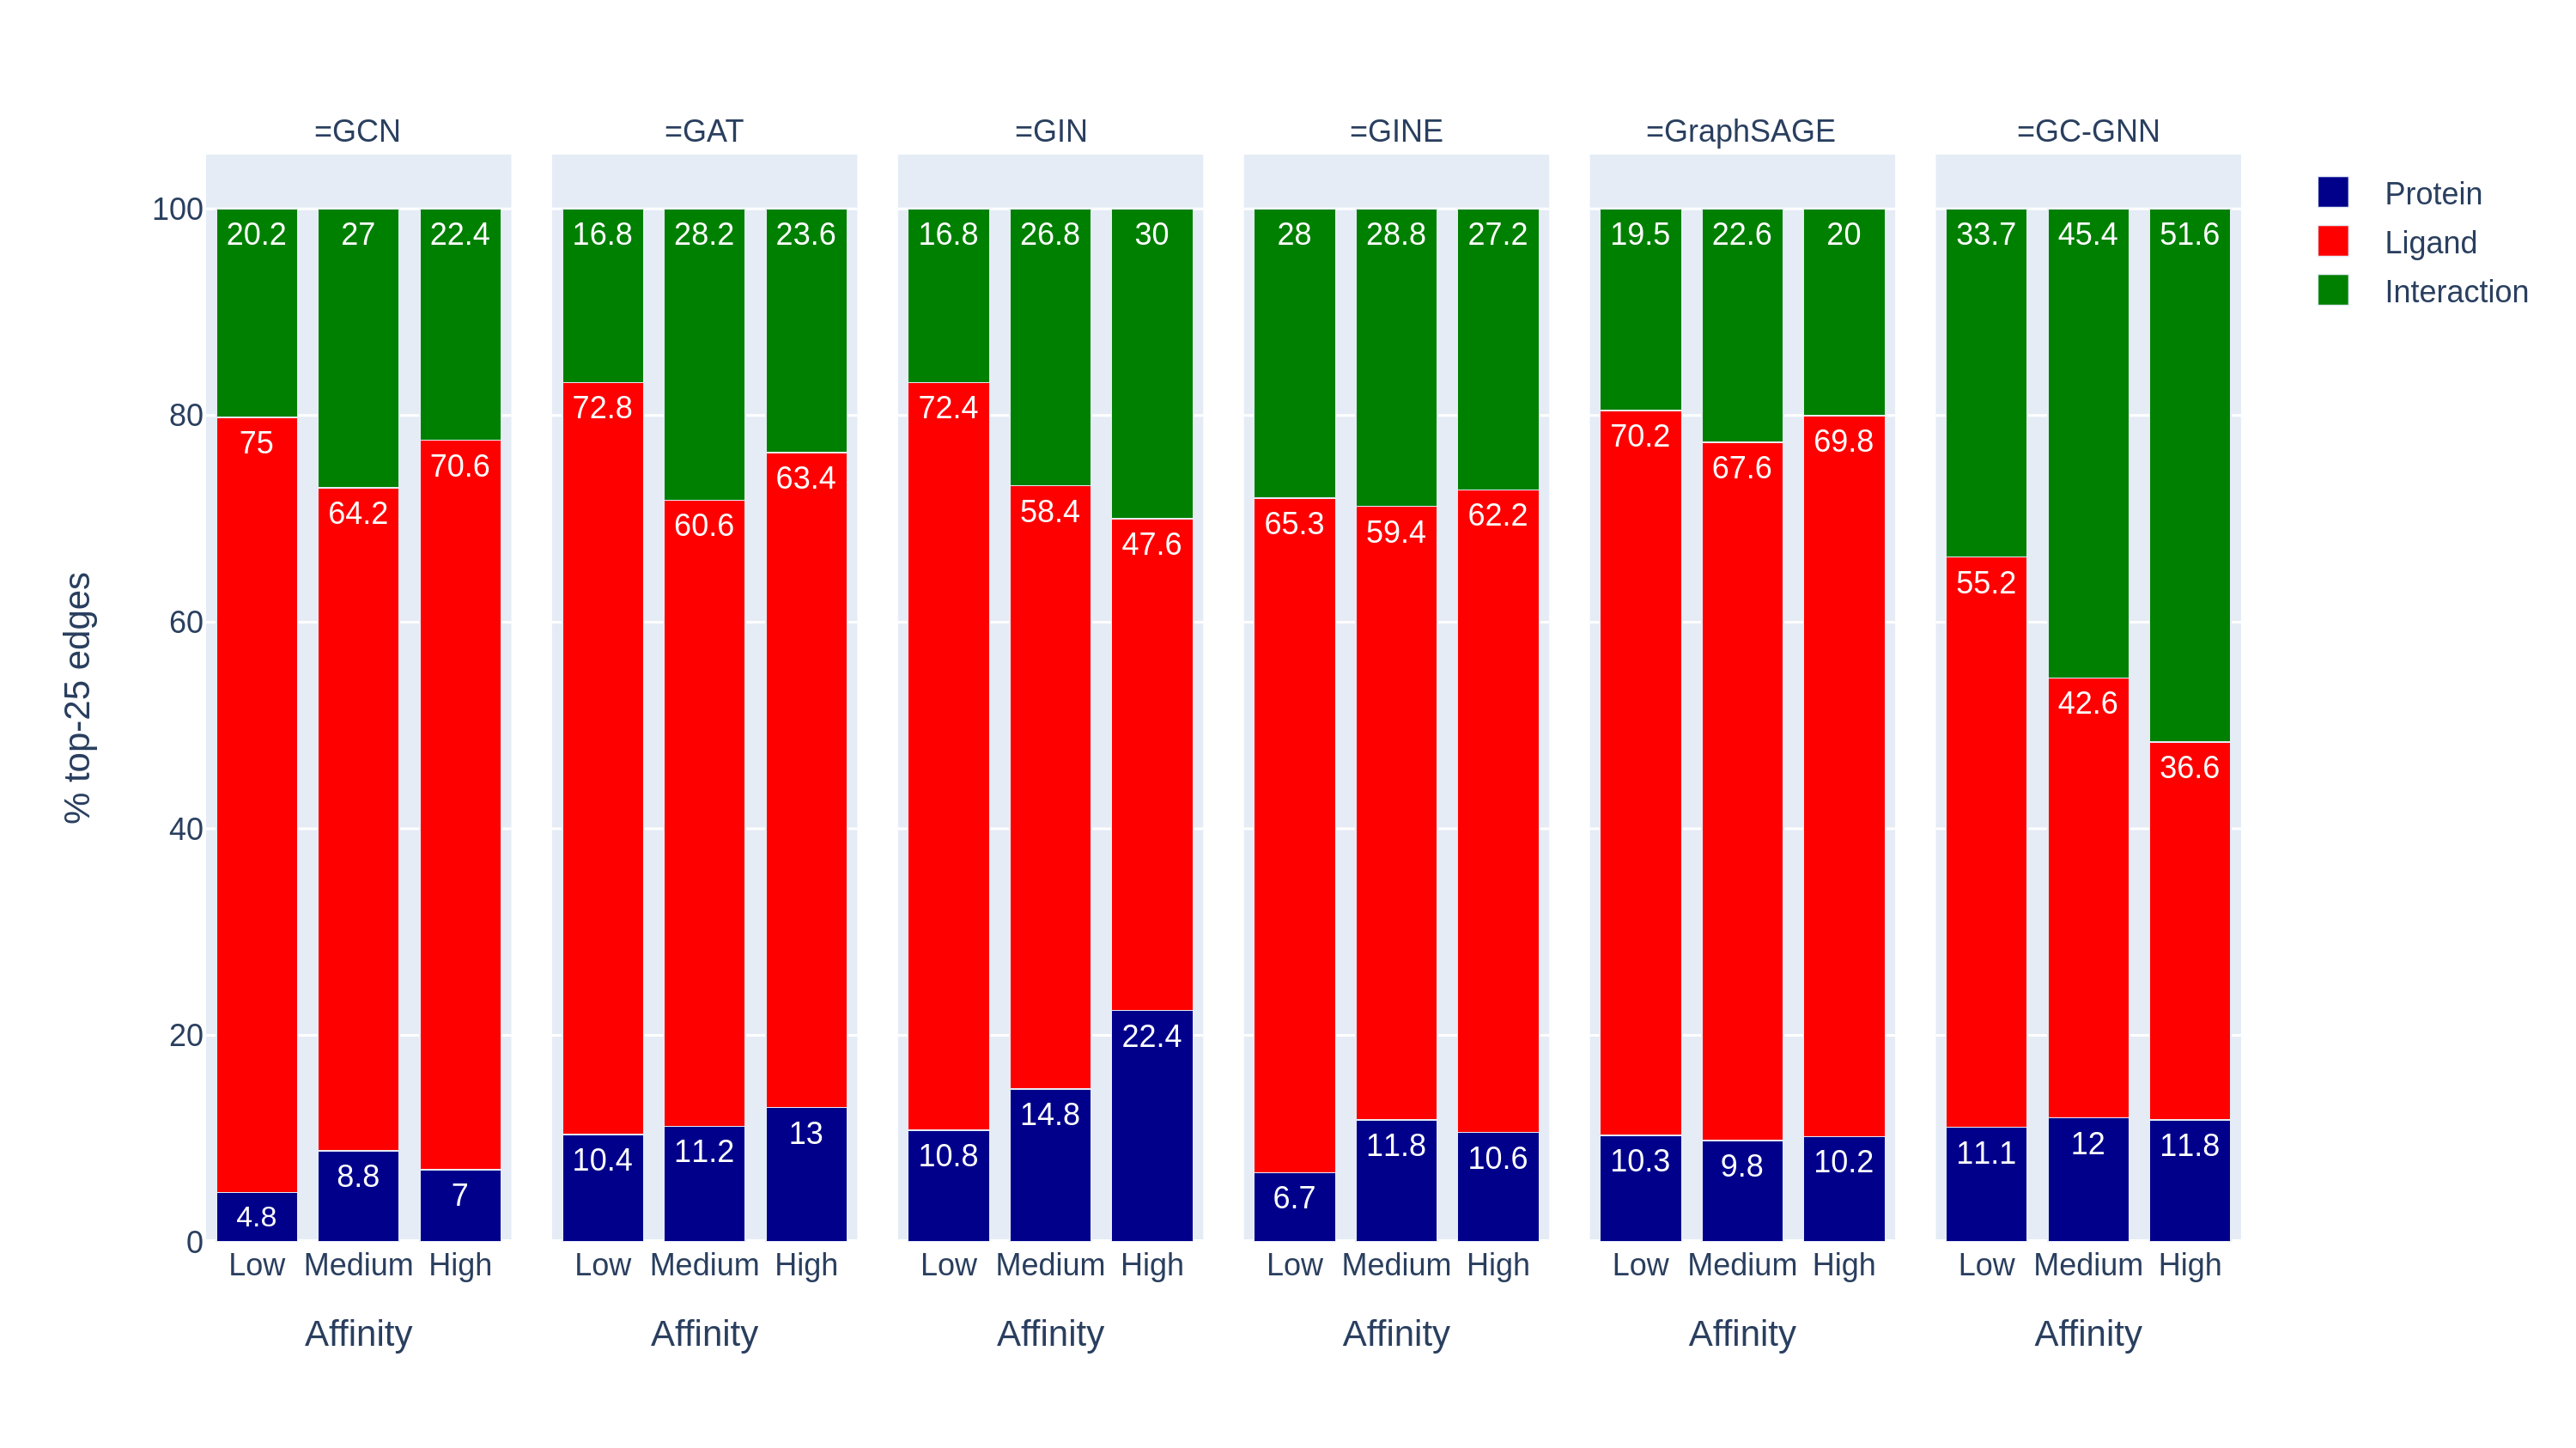 =GCN =GAT =GIN =GINE =GraphSAGE =GC-GNN
Protein
Ligand
Interaction
% top-25 edges
100
80
60
40
20
0
20.2 27 22.4
75 64.2 70.6
4.8 8.8 7
16.8 28.2 23.6
72.8 60.6 63.4
10.4 11.2 13
16.8 26.8 30
72.4 58.4 47.6
10.8 14.8 22.4
28 28.8 27.2
65.3 59.4 62.2
6.7 11.8 10.6
19.5 22.6 20
70.2 67.6 69.8
10.3 9.8 10.2
33.7 45.4 51.6
55.2 42.6 36.6
11.1 12 11.8
Low Medium High Low Medium High Low Medium High Low Medium High Low Medium High Low Medium High
Affinity Affinity Affinity Affinity Affinity Affinity